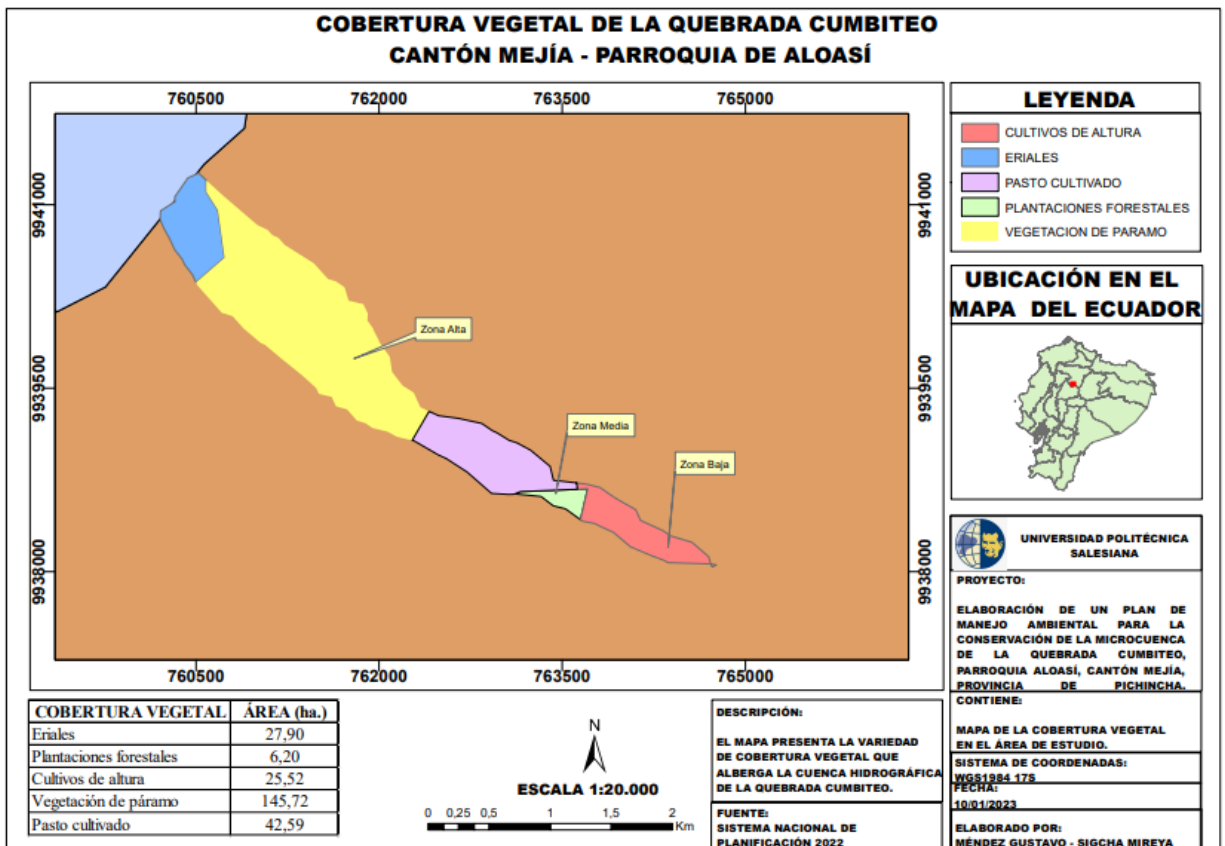 COBERTURA VEGETAL DE LA QUEBRADA CUMBITEO
CANTÓN MEJÍA - PARROQUIA DE ALOASÍ
760500 762000 763500 765000
9941000 9941000
9939500 9939500
9938000 9938000
Zona Alta
Zona Media
Zona Baja
760500 762000 763500 765000
LEYENDA
CULTIVOS DE ALTURA
ERIALES
PASTO CULTIVADO
PLANTACIONES FORESTALES
VEGETACION DE PARAMO
UBICACIÓN EN EL
MAPA DEL ECUADOR
UNIVERSIDAD POLITÉCNICA
SALESIANA
PROYECTO:
ELABORACIÓN DE UN PLAN DE
MANEJO AMBIENTAL PARA LA
CONSERVACIÓN DE LA MICROCUENCA
DE LA QUEBRADA CUMBITEO,
PARROQUIA ALOASÍ, CANTÓN MEJÍA,
PROVINCIA DE PICHINCHA.
CONTIENE:
MAPA DE LA COBERTURA VEGETAL
EN EL ÁREA DE ESTUDIO.
SISTEMA DE COORDENADAS:
WGS1984 17S
FECHA:
10/01/2023
ELABORADO POR:
MÉNDEZ GUSTAVO - SIGCHA MIREYA
COBERTURA VEGETAL ÁREA (ha.)
Eriales 27,90
Plantaciones forestales 6,20
Cultivos de altura 25,52
Vegetación de páramo 145,72
Pasto cultivado 42,59
N
ESCALA 1:20.000
0 0,25 0,5 1 1,5 2
Km
DESCRIPCIÓN:
EL MAPA PRESENTA LA VARIEDAD
DE COBERTURA VEGETAL QUE
ALBERGA LA CUENCA HIDROGRÁFICA
DE LA QUEBRADA CUMBITEO.
FUENTE:
SISTEMA NACIONAL DE
PLANIFICACIÓN 2022